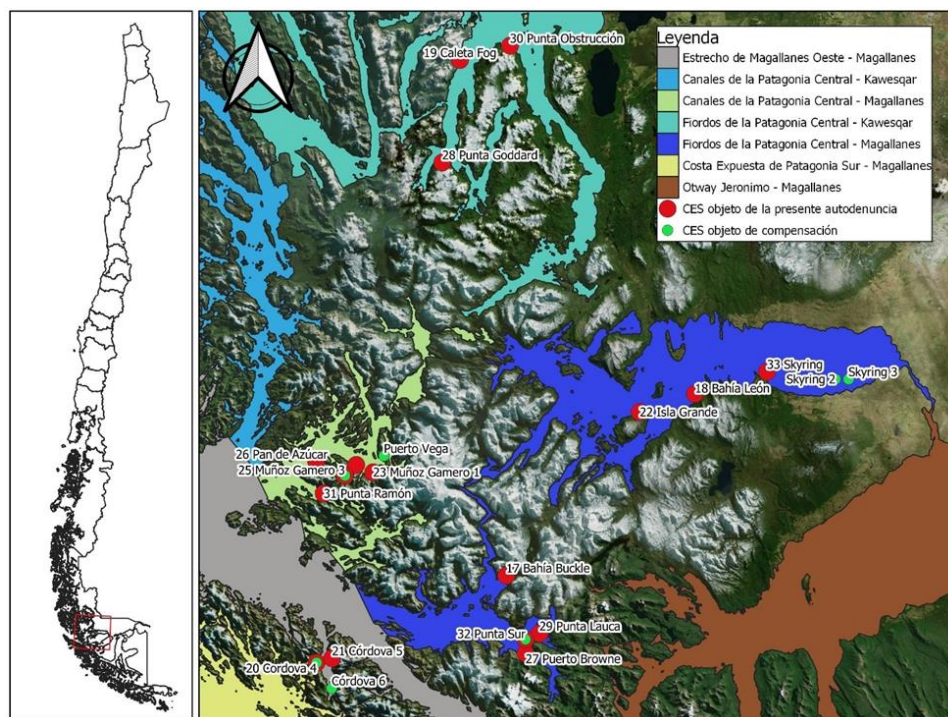 30 Punta Obstrucción
19 Caleta Fog
28 Punta Goddard
Leyenda
Estrecho de Magallanes Oeste - Magallanes
Canales de la Patagonia Central - Kawesqar
Canales de la Patagonia Central - Magallanes
Fiordos de la Patagonia Central - Kawesqar
Fiordos de la Patagonia Central - Magallanes
Costa Expuesta de Patagonia Sur - Magallanes
Otway Jeronimo - Magallanes
CES objeto de la presente autodenuncia
CES objeto de compensación
33 Skyring
Skyring 2
Skyring 3
18 Bahía León
22 Isla Grande
Puerto Vega
26 Pan de Azúcar
25 Muñoz Gamero 3
23 Muñoz Gamero 1
31 Punta Ramón
17 Bahía Buckle
29 Punta Lauca
32 Punta Sur
27 Puerto Browne
21 Córdova 5
20 Cordova 4
Córdova 6